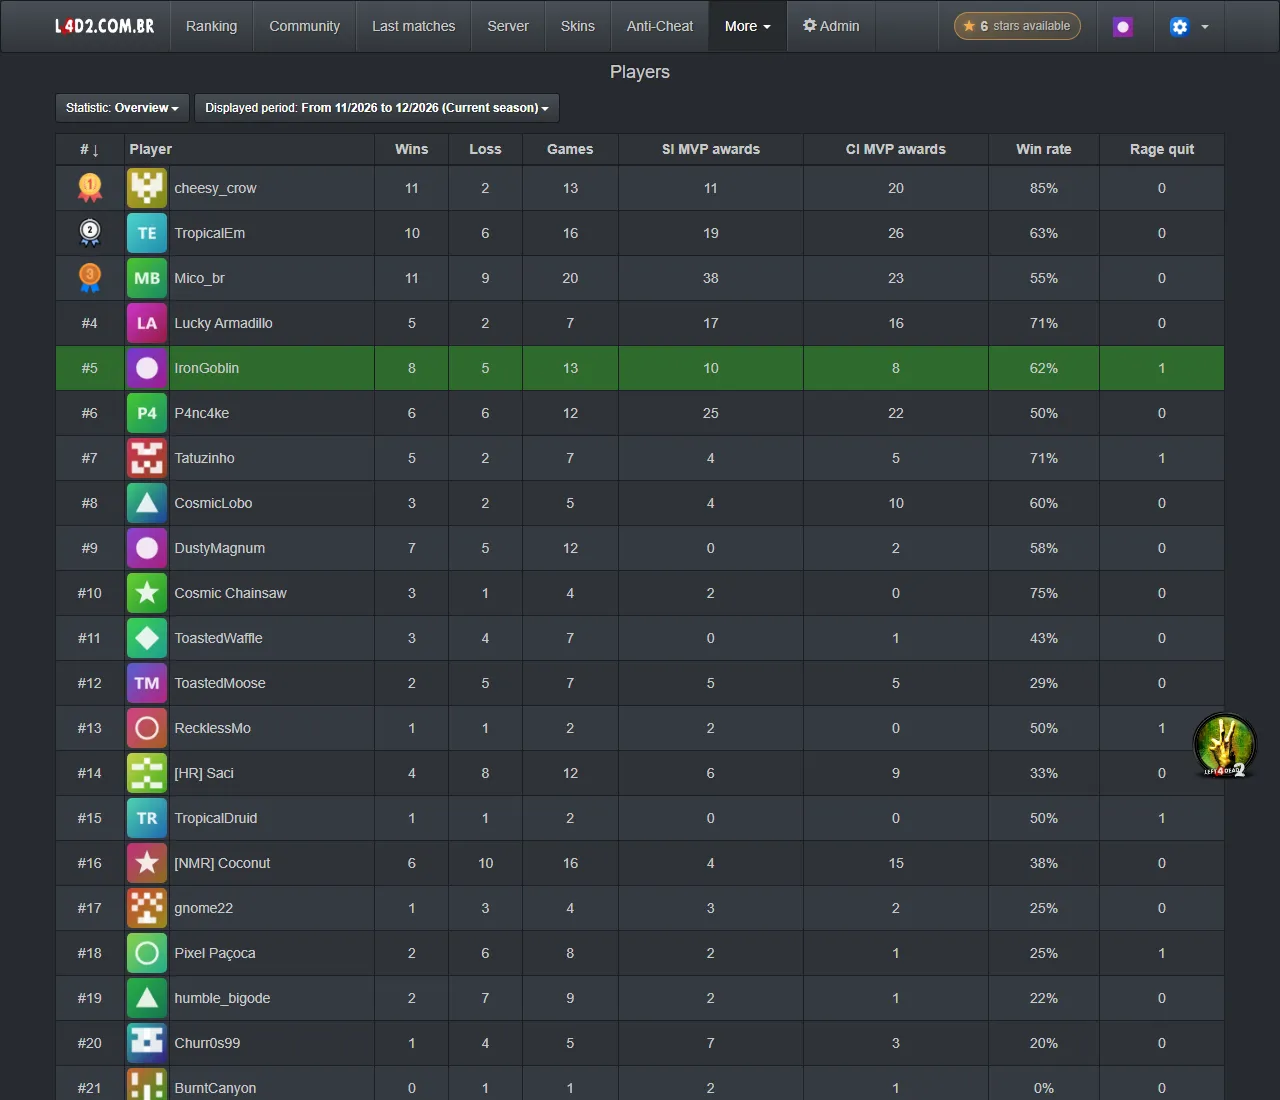 L4D2.COM.BR Ranking Community Last matches Server Skins Anti-Cheat More Admin ★ 6 stars available
Players
Statistic: Overview Displayed period: From 11/2026 to 12/2026 (Current season)
# ↓ Player Wins Loss Games SI MVP awards CI MVP awards Win rate Rage quit
1 cheesy_crow 11 2 13 11 20 85% 0
2 TE TropicalEm 10 6 16 19 26 63% 0
3 MB Mico_br 11 9 20 38 23 55% 0
#4 LA Lucky Armadillo 5 2 7 17 16 71% 0
#5 IronGoblin 8 5 13 10 8 62% 1
#6 P4 P4nc4ke 6 6 12 25 22 50% 0
#7 Tatuzinho 5 2 7 4 5 71% 1
#8 CosmicLobo 3 2 5 4 10 60% 0
#9 DustyMagnum 7 5 12 0 2 58% 0
#10 Cosmic Chainsaw 3 1 4 2 0 75% 0
#11 ToastedWaffle 3 4 7 0 1 43% 0
#12 TM ToastedMoose 2 5 7 5 5 29% 0
#13 RecklessMo 1 1 2 2 0 50% 1
#14 [HR] Saci 4 8 12 6 9 33% 0
LEFT 4 DEAD 2
#15 TR TropicalDruid 1 1 2 0 0 50% 1
#16 [NMR] Coconut 6 10 16 4 15 38% 0
#17 gnome22 1 3 4 3 2 25% 0
#18 Pixel Paçoca 2 6 8 2 1 25% 1
#19 humble_bigode 2 7 9 2 1 22% 0
#20 Churr0s99 1 4 5 7 3 20% 0
#21 BurntCanyon 0 1 1 2 1 0% 0